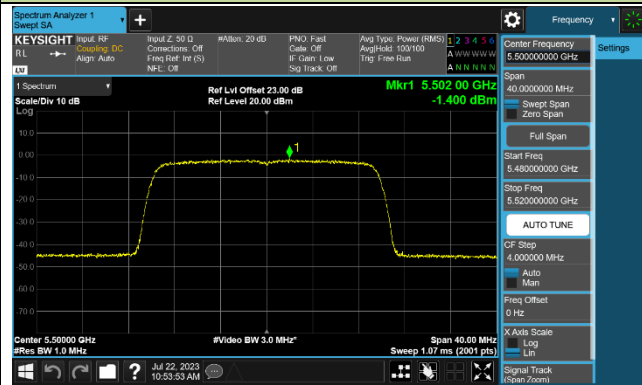 Spectrum Analyzer 1
Swept SA
+
Frequency
KEYSIGHT
RL
LXI
Input: RF
Coupling: DC
Align: Auto
Input Z: 50 Ω
Corrections: Off
Freq Ref: Int (S)
NFE: Off
#Atten: 20 dB
PNO: Fast
Gate: Off
IF Gain: Low
Sig Track: Off
Avg Type: Power (RMS)
Avg|Hold: 100/100
Trig: Free Run
1 2 3 4 5 6
A W W W W W
A N N N N N
1 Spectrum
Scale/Div 10 dB
Log
Ref Lvl Offset 23.00 dB
Ref Level 20.00 dBm
Mkr1 5.502 00 GHz
-1.400 dBm
10.0
0.00
-10.0
-20.0
-30.0
-40.0
-50.0
-60.0
-70.0
1
Center 5.50000 GHz
#Res BW 1.0 MHz
#Video BW 3.0 MHz*
Span 40.00 MHz
Sweep 1.07 ms (2001 pts)
Jul 22, 2023
10:53:53 AM
?
Center Frequency
5.500000000 GHz
Span
40.0000000 MHz
Swept Span
Zero Span
Full Span
Start Freq
5.480000000 GHz
Stop Freq
5.520000000 GHz
AUTO TUNE
CF Step
4.000000 MHz
Auto
Man
Freq Offset
0 Hz
X Axis Scale
Log
Lin
Signal Track
(Span Zoom)
Settings